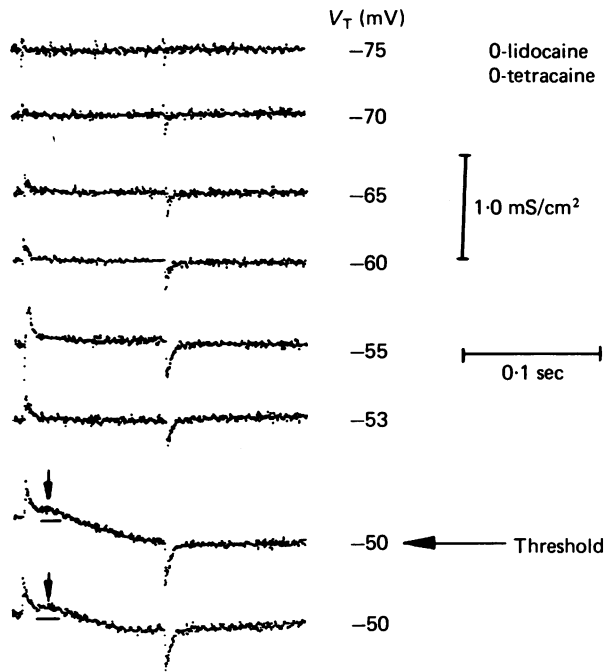 V_T (mV)
−75
0-lidocaine
0-tetracaine
−70
−65
1·0 mS/cm²
−60
−55
0·1 sec
−53
−50
Threshold
−50